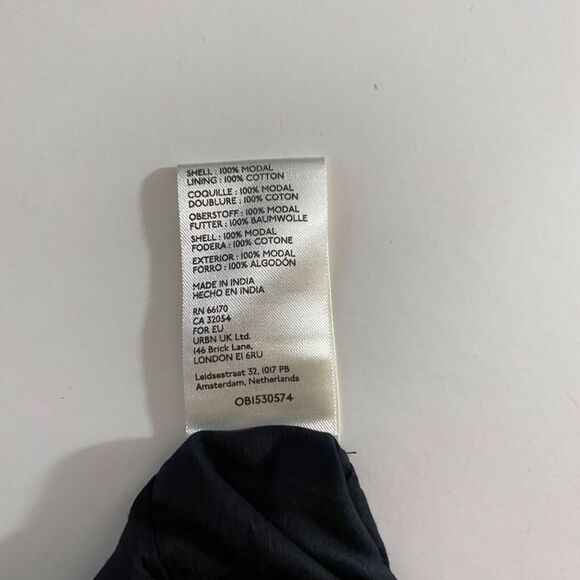 SHELL : 100% MODAL
LINING : 100% COTTON
COQUILLE : 100% MODAL
DOUBLURE : 100% COTON
OBERSTOFF : 100% MODAL
FUTTER : 100% BAUMWOLLE
SHELL : 100% MODAL
FODERA : 100% COTONE
EXTERIOR : 100% MODAL
FORRO : 100% ALGODÓN
MADE IN INDIA
HECHO EN INDIA
RN 66170
CA 32054
FOR EU
URBN UK Ltd.
146 Brick Lane,
LONDON E1 6RU
Leidsestraat 32, 1017 PB
Amsterdam, Netherlands
OB1530574